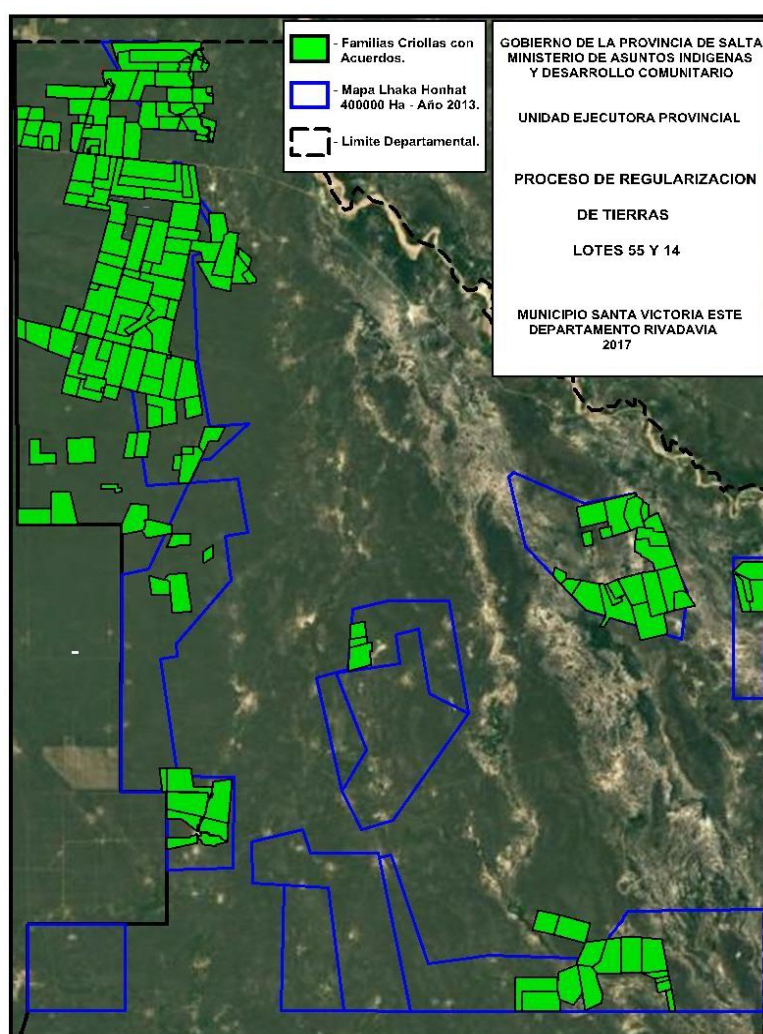 - Familias Criollas con
Acuerdos.
- Mapa Lhaka Honhat
400000 Ha - Año 2013.
- Limite Departamental.
GOBIERNO DE LA PROVINCIA DE SALTA
MINISTERIO DE ASUNTOS INDIGENAS
Y DESARROLLO COMUNITARIO
UNIDAD EJECUTORA PROVINCIAL
PROCESO DE REGULARIZACION
DE TIERRAS
LOTES 55 Y 14
MUNICIPIO SANTA VICTORIA ESTE
DEPARTAMENTO RIVADAVIA
2017